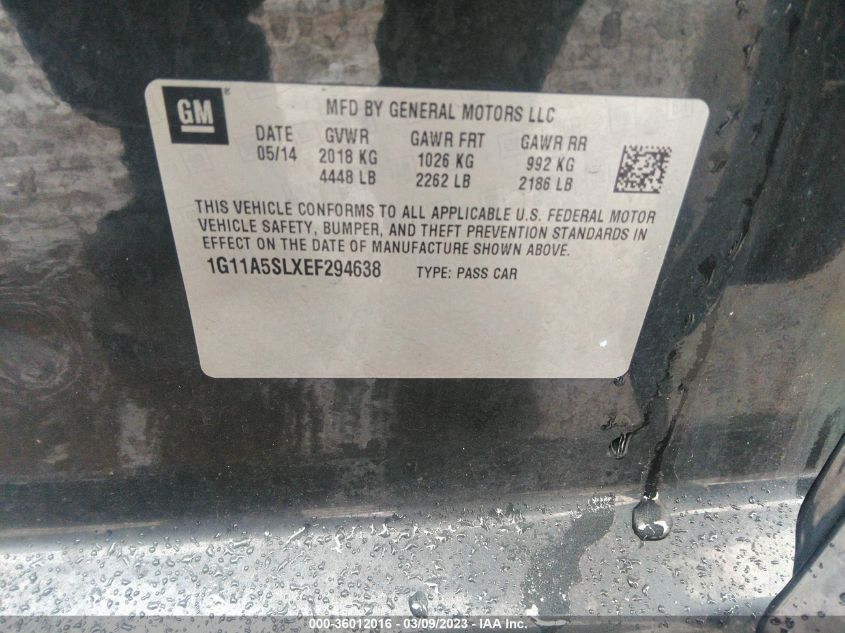 GM ®
MFD BY GENERAL MOTORS LLC
DATE GVWR GAWR FRT GAWR RR
05/14 2018 KG 1026 KG 992 KG
4448 LB 2262 LB 2186 LB
THIS VEHICLE CONFORMS TO ALL APPLICABLE U.S. FEDERAL MOTOR
VEHICLE SAFETY, BUMPER, AND THEFT PREVENTION STANDARDS IN
EFFECT ON THE DATE OF MANUFACTURE SHOWN ABOVE.
1G11A5SLXEF294638 TYPE: PASS CAR
000-36012016 - 03/09/2023 - IAA Inc.